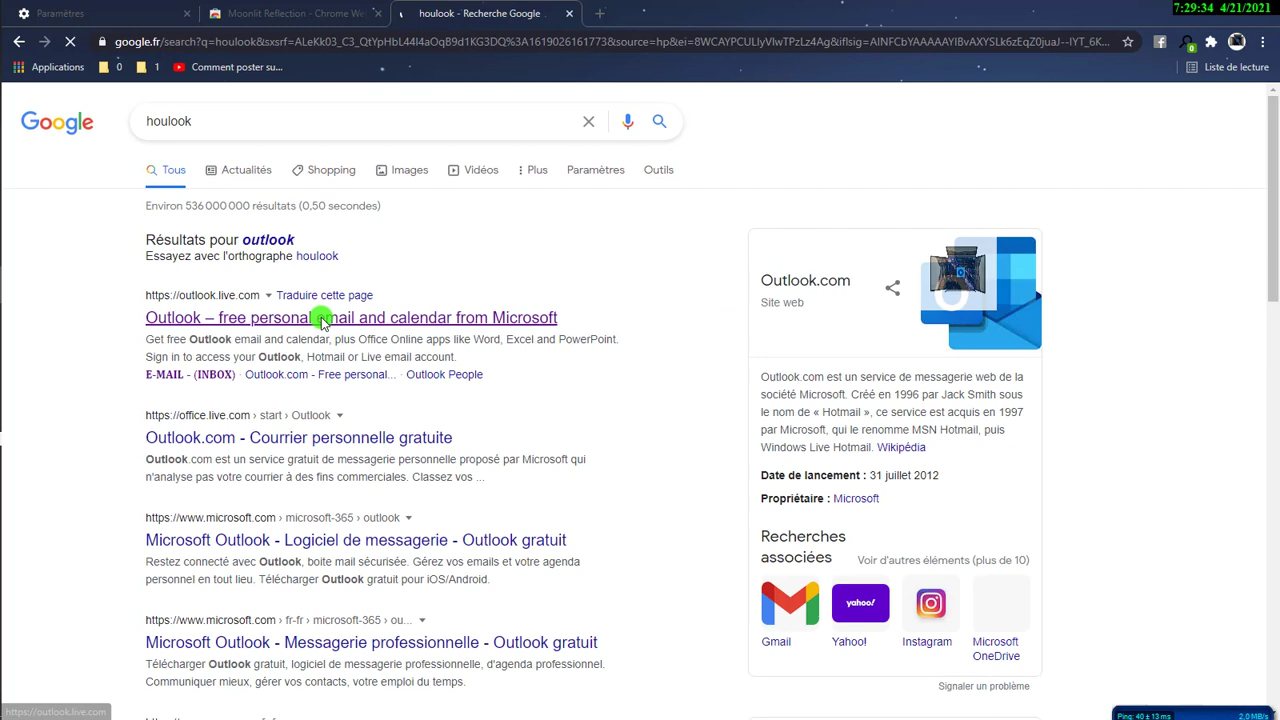 Paramètres
Moonlit Reflection - Chrome We
houlook - Recherche Google
7:29:34 4/21/2021
google.fr/search?q=houlook&sxsrf=ALeKk03_C3_QtYpHbL44I4aOqB9d1KG3DQ%3A1619026161773&source=hp&ei=8WCAYPCULIyVlwTPzLz4Ag&iflsig=AINFCbYAAAAAYIBvAXYSLk6zEqZ0juaJ--IYT_6K...
Applications
0
1
Comment poster su...
Liste de lecture
Google
houlook
Tous
Actualités
Shopping
Images
Vidéos
Plus
Paramètres
Outils
Environ 536 000 000 résultats (0,50 secondes)
Résultats pour outlook
Essayez avec l'orthographe houlook
https://outlook.live.com Traduire cette page
Outlook – free personal email and calendar from Microsoft
Get free Outlook email and calendar, plus Office Online apps like Word, Excel and PowerPoint.
Sign in to access your Outlook, Hotmail or Live email account.
E-MAIL - (INBOX) · Outlook.com - Free personal... · Outlook People
https://office.live.com › start › Outlook
Outlook.com - Courrier personnelle gratuite
Outlook.com est un service gratuit de messagerie personnelle proposé par Microsoft qui
n'analyse pas votre courrier à des fins commerciales. Classez vos ...
https://www.microsoft.com › microsoft-365 › outlook
Microsoft Outlook - Logiciel de messagerie - Outlook gratuit
Restez connecté avec Outlook, boite mail sécurisée. Gérez vos emails et votre agenda
personnel en tout lieu. Télécharger Outlook gratuit pour iOS/Android.
https://www.microsoft.com › fr-fr › microsoft-365 › ou...
Microsoft Outlook - Messagerie professionnelle - Outlook gratuit
Télécharger Outlook gratuit, logiciel de messagerie professionnelle, d'agenda professionnel.
Communiquer mieux, gérer vos contacts, votre emploi du temps.
Outlook.com
Site web
Outlook.com est un service de messagerie web de la
société Microsoft. Créé en 1996 par Jack Smith sous
le nom de « Hotmail », ce service est acquis en 1997
par Microsoft, qui le renomme MSN Hotmail, puis
Windows Live Hotmail. Wikipédia
Date de lancement : 31 juillet 2012
Propriétaire : Microsoft
Recherches
associées
Voir d'autres éléments (plus de 10)
yahoo!
Gmail
Yahoo!
Instagram
Microsoft
OneDrive
Signaler un problème
https://outlook.live.com
Ping: 40 ± 13 ms
2,0 MB/s